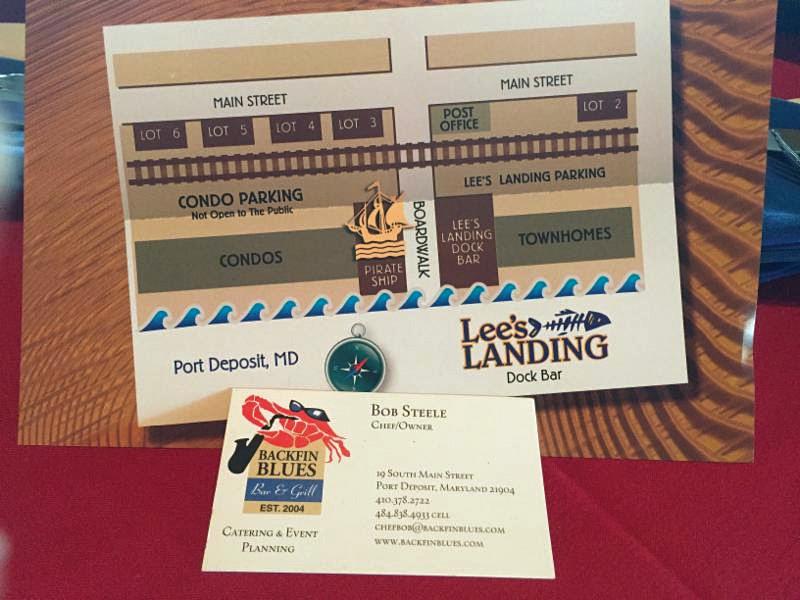 MAIN STREET
MAIN STREET
LOT 6
LOT 5
LOT 4
LOT 3
POST
OFFICE
LOT 2
CONDO PARKING
Not Open to The Public
LEE'S LANDING PARKING
CONDOS
PIRATE
SHIP
BOARDWALK
LEE'S
LANDING
DOCK
BAR
TOWNHOMES
Port Deposit, MD
Lee's
LANDING
Dock Bar
BACKFIN
BLUES
Bar & Grill
EST. 2004
CATERING & EVENT
PLANNING
BOB STEELE
CHEF/OWNER
19 SOUTH MAIN STREET
PORT DEPOSIT, MARYLAND 21904
410.378.2722
484.838.4933 CELL
CHEFBOB@BACKFINBLUES.COM
WWW.BACKFINBLUES.COM